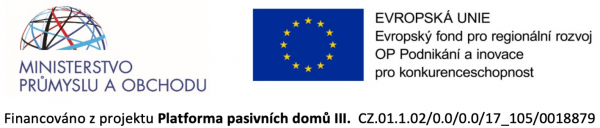 MINISTERSTVO
PRŮMYSLU A OBCHODU
EVROPSKÁ UNIE
Evropský fond pro regionální rozvoj
OP Podnikání a inovace
pro konkurenceschopnost
Financováno z projektu Platforma pasivních domů III. CZ.01.1.02/0.0/0.0/17_105/0018879